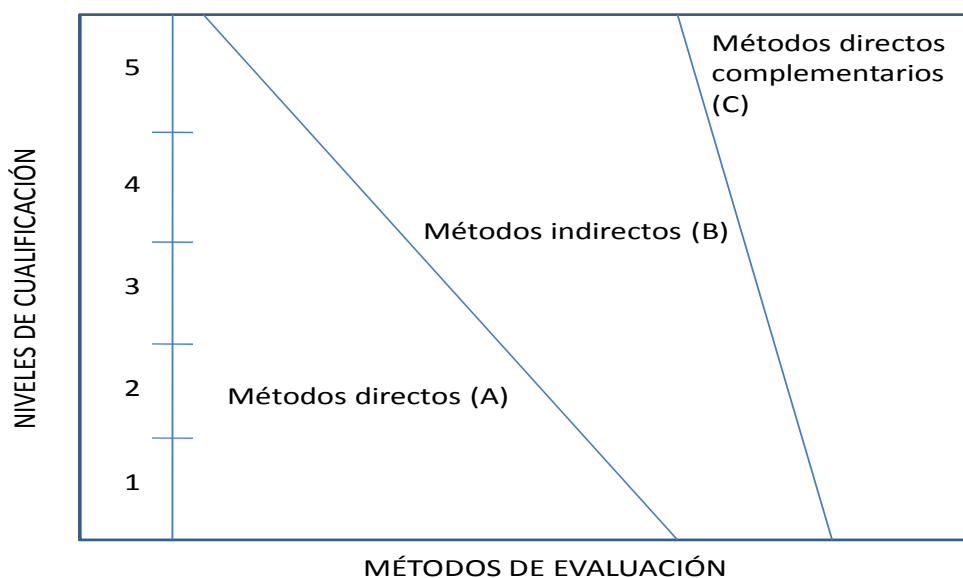 NIVELES DE CUALIFICACIÓN
5
4
3
2
1
Métodos directos
complementarios
(C)
Métodos indirectos (B)
Métodos directos (A)
MÉTODOS DE EVALUACIÓN